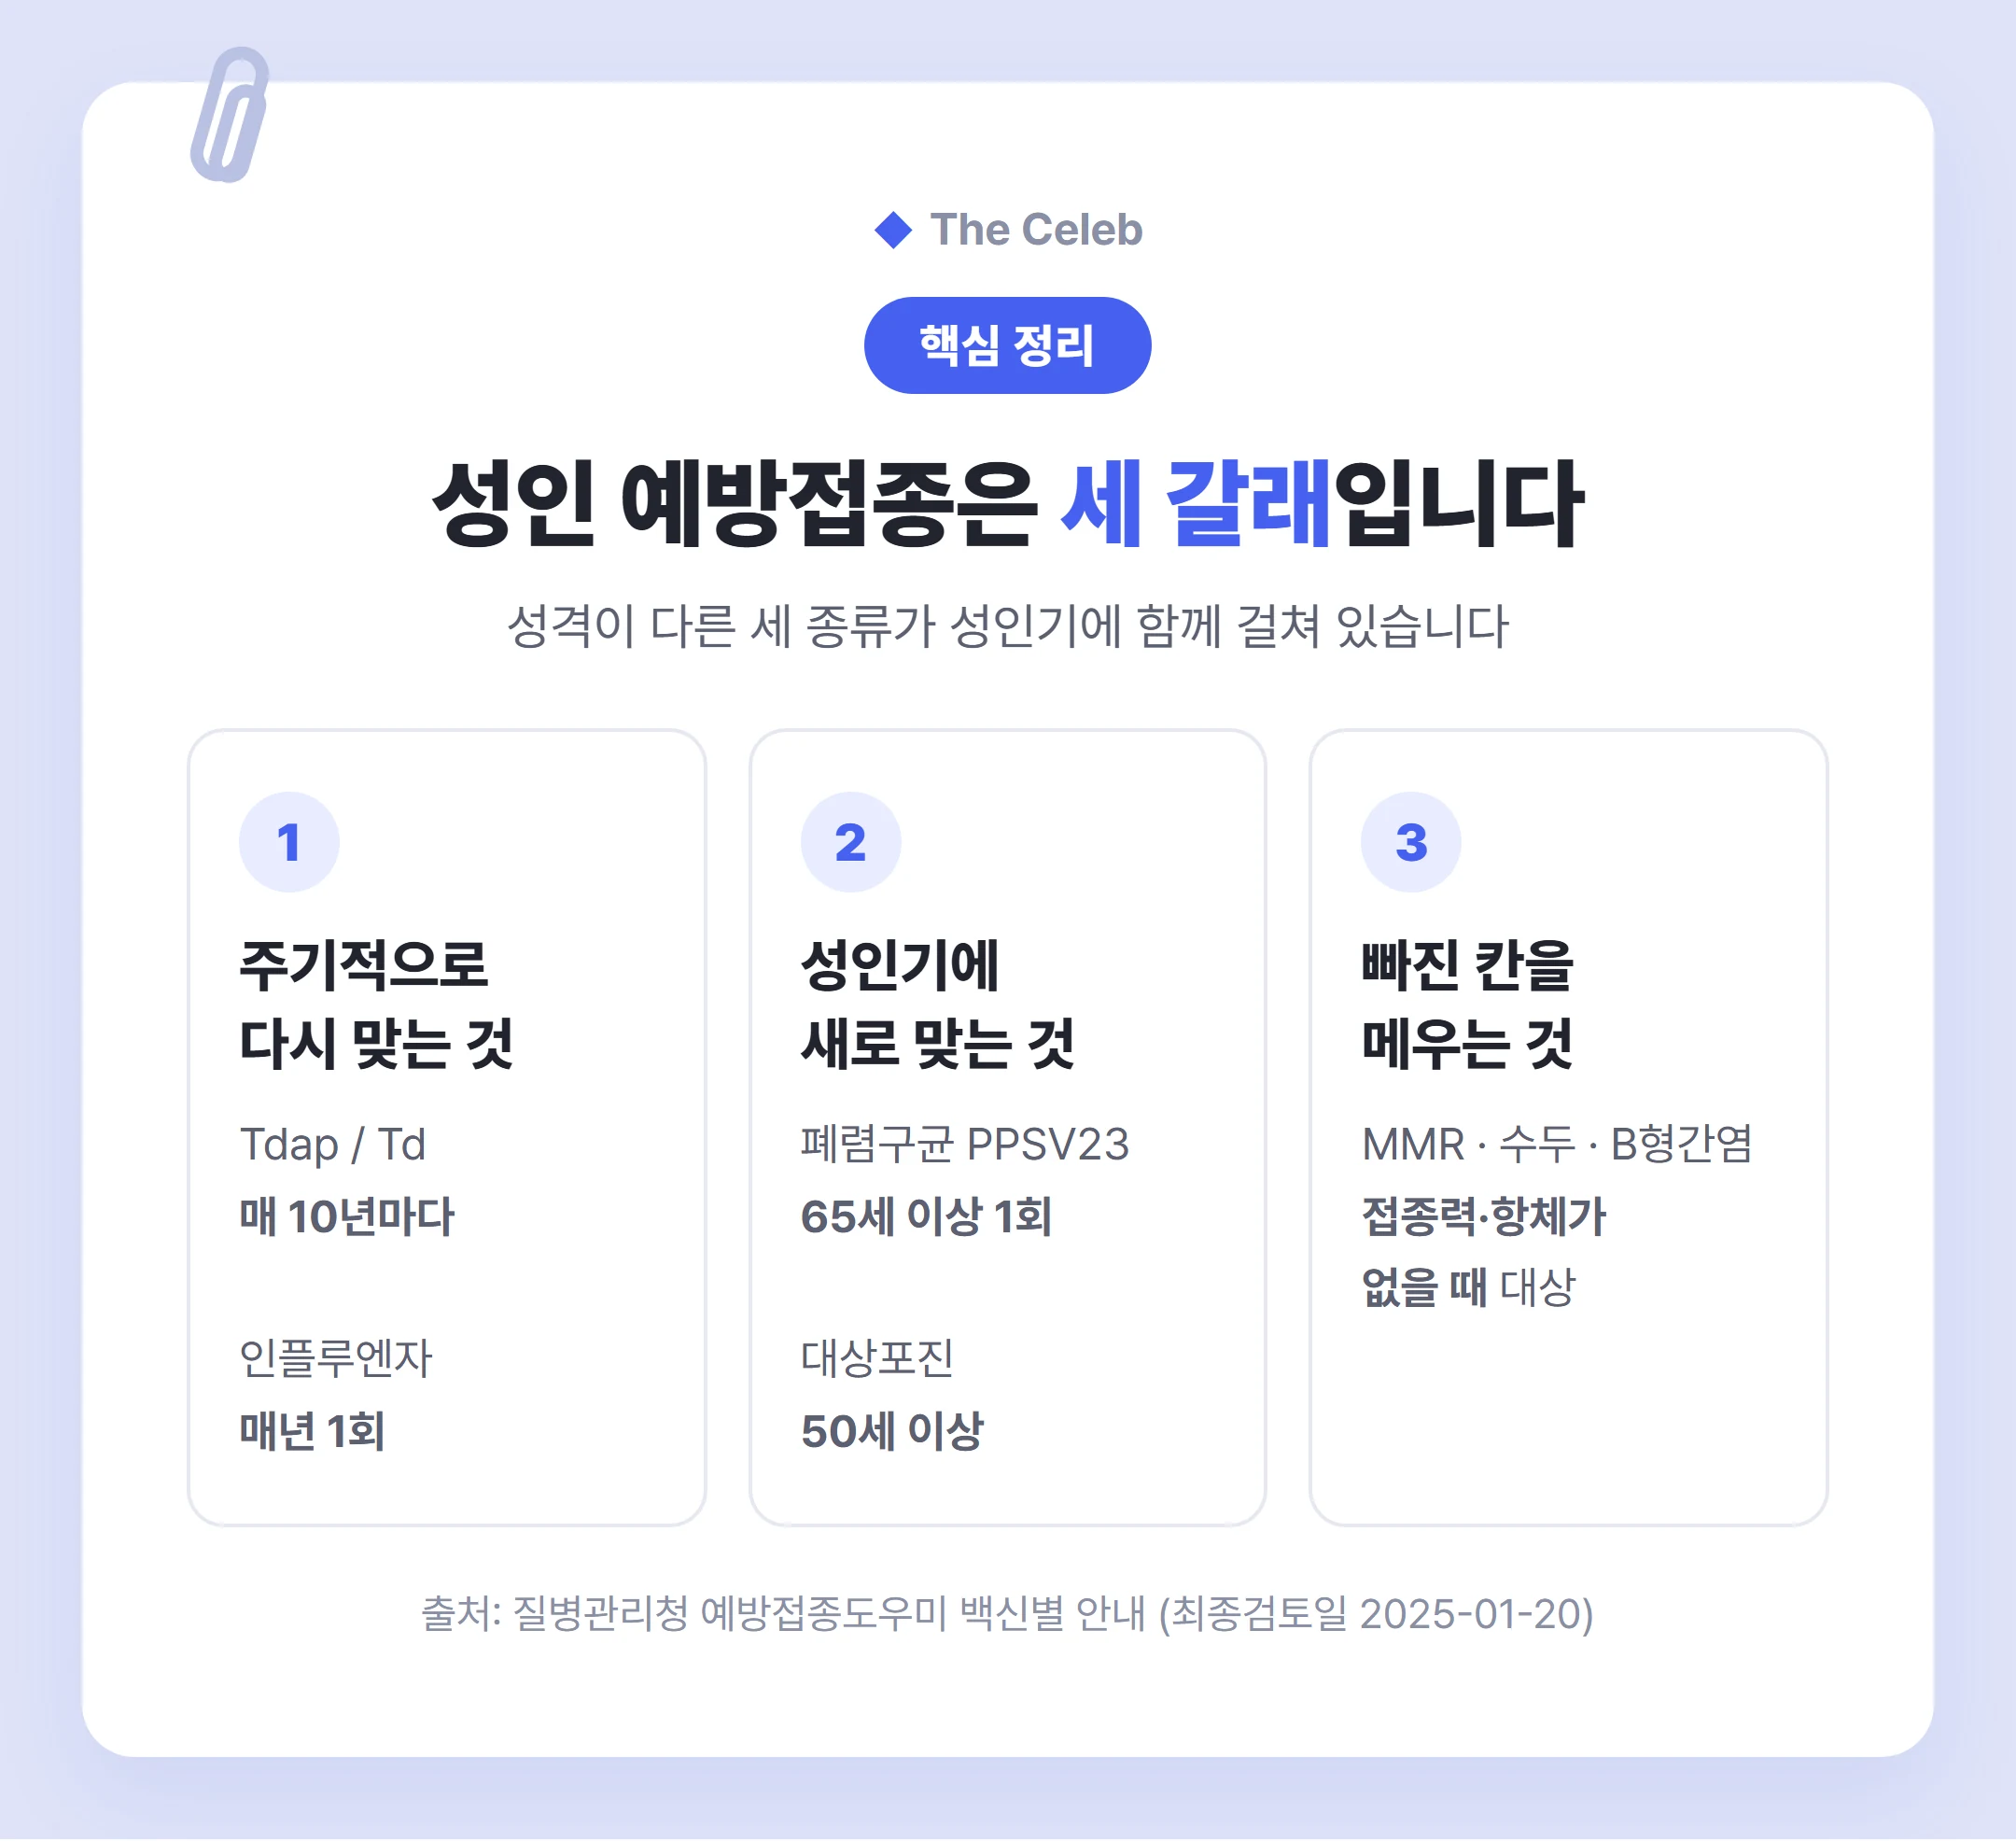 The Celeb
핵심 정리
성인 예방접종은 세 갈래입니다
성격이 다른 세 종류가 성인기에 함께 걸쳐 있습니다
1
주기적으로
다시 맞는 것
Tdap / Td
매 10년마다
인플루엔자
매년 1회
2
성인기에
새로 맞는 것
폐렴구균 PPSV23
65세 이상 1회
대상포진
50세 이상
3
빠진 칸을
메우는 것
MMR · 수두 · B형간염
접종력·항체가
없을 때 대상
출처: 질병관리청 예방접종도우미 백신별 안내 (최종검토일 2025-01-20)